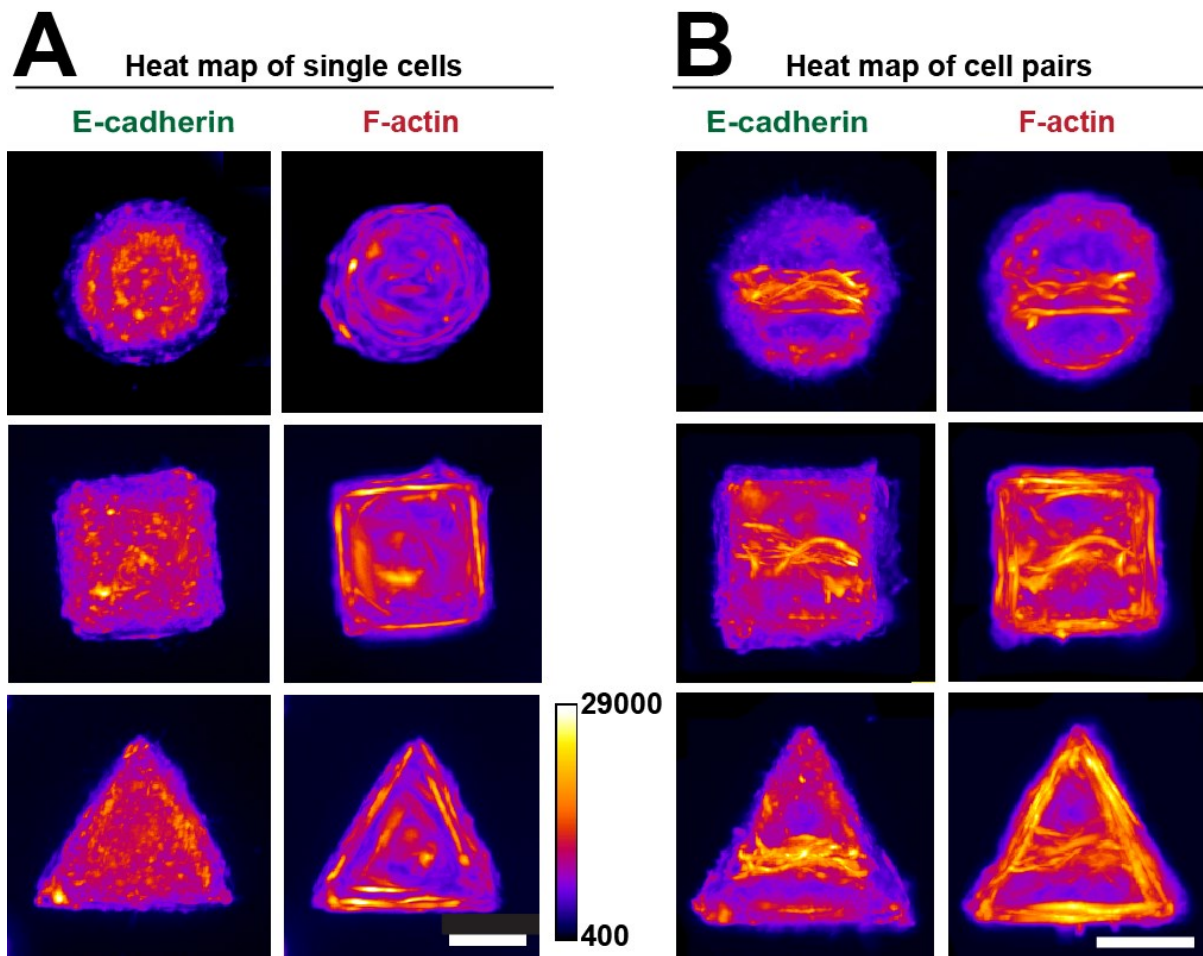 A
Heat map of single cells
E-cadherin
F-actin
29000
400
B
Heat map of cell pairs
E-cadherin
F-actin